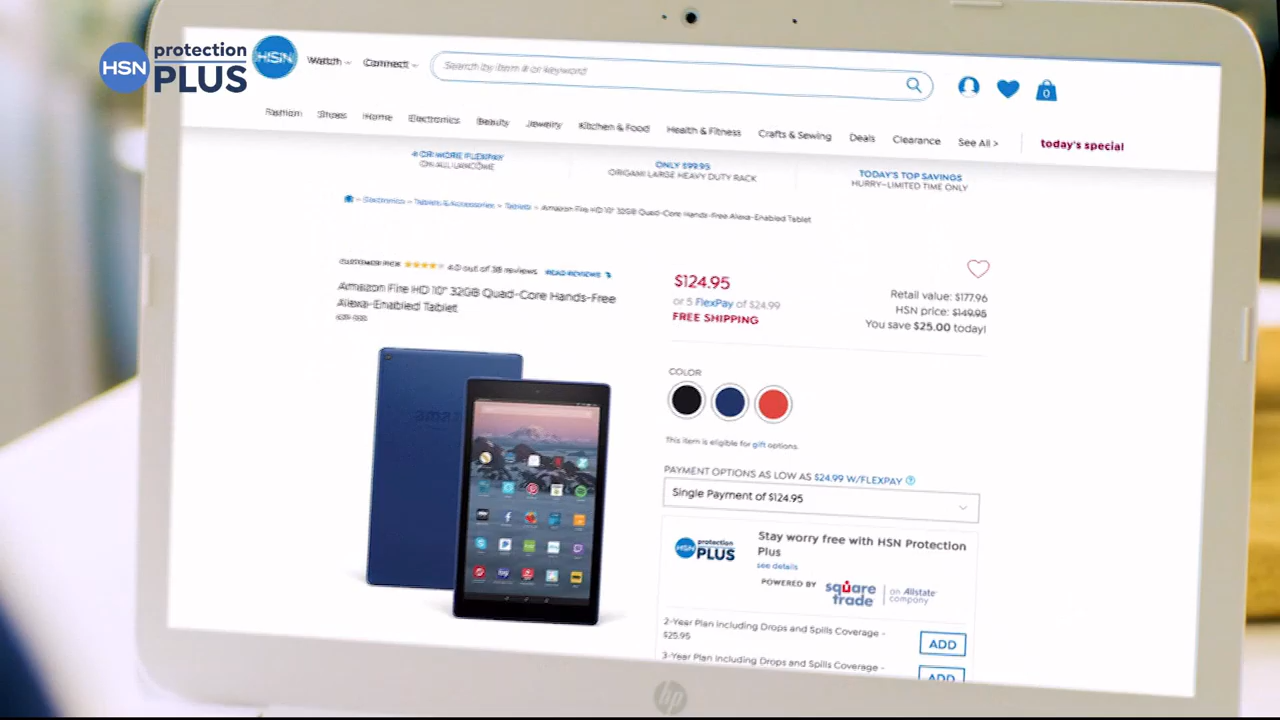 HSN protection PLUS
HSN Watch Connect Search by item # or keyword 0
Fashion Shoes Home Electronics Beauty Jewelry Kitchen & Food Health & Fitness Crafts & Sewing Deals Clearance See All > today's special
4 OR MORE FLEXPAY
ON ALL LANCÔME
ONLY $99.95
ORIGAMI LARGE HEAVY DUTY RACK
TODAY'S TOP SAVINGS
HURRY–LIMITED TIME ONLY
Electronics Tablets & Accessories Tablets Amazon Fire HD 10" 32GB Quad-Core Hands-Free Alexa-Enabled Tablet
CUSTOMER PICK 4.0 out of 38 reviews READ REVIEWS
Amazon Fire HD 10" 32GB Quad-Core Hands-Free
Alexa-Enabled Tablet
amaz
$124.95
or 5 FlexPay of $24.99
FREE SHIPPING
Retail value: $177.96
HSN price: $149.95
You save $25.00 today!
COLOR
This item is eligible for gift options.
PAYMENT OPTIONS AS LOW AS $24.99 W/FLEXPAY ?
Single Payment of $124.95
HSN protection PLUS
Stay worry free with HSN Protection
Plus
see details
POWERED BY square trade | an Allstate company
2-Year Plan including Drops and Spills Coverage -
$25.95
ADD
3-Year Plan including Drops and Spills Coverage -
ADD
hp